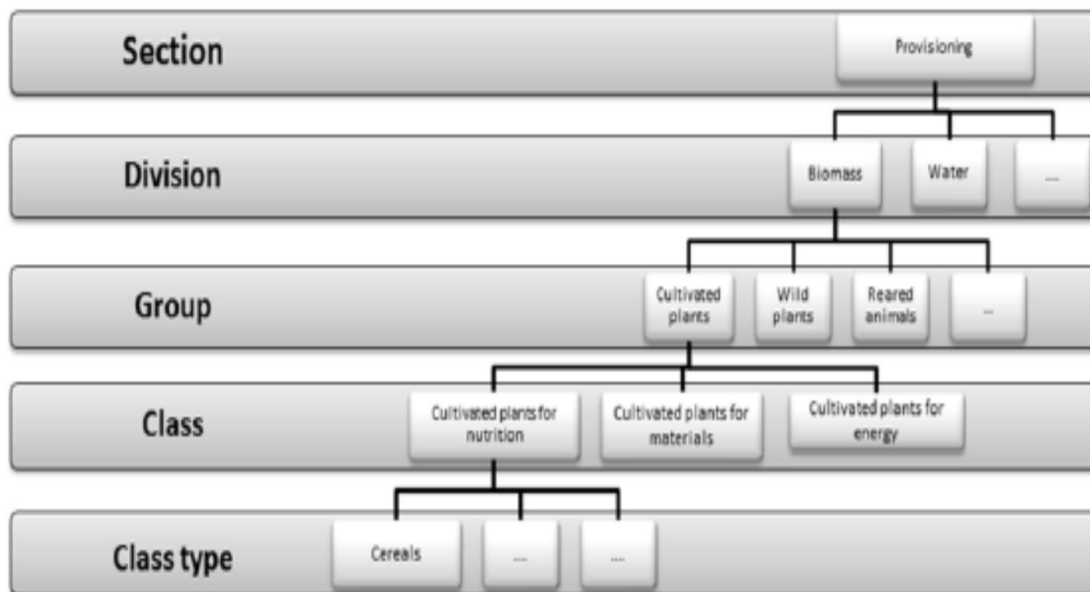 Section
Provisioning
Division
Biomass
Water
....
Group
Cultivated
plants
Wild
plants
Reared
animals
...
Class
Cultivated plants for
nutrition
Cultivated plants for
materials
Cultivated plants for
energy
Class type
Cereals
....
....